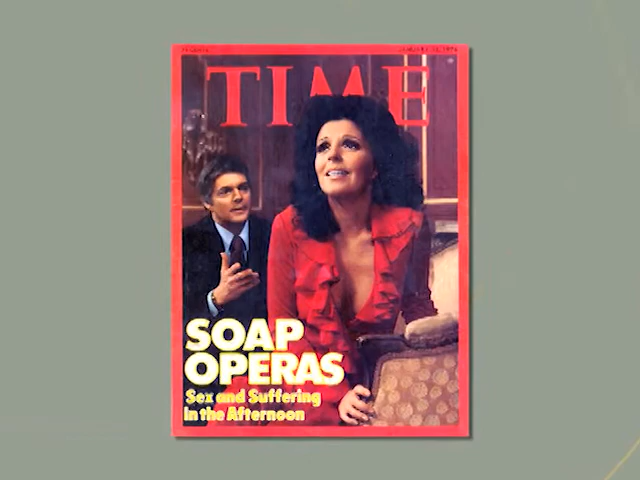 TIME
SOAP
OPERAS
Sex and Suffering
in the Afternoon